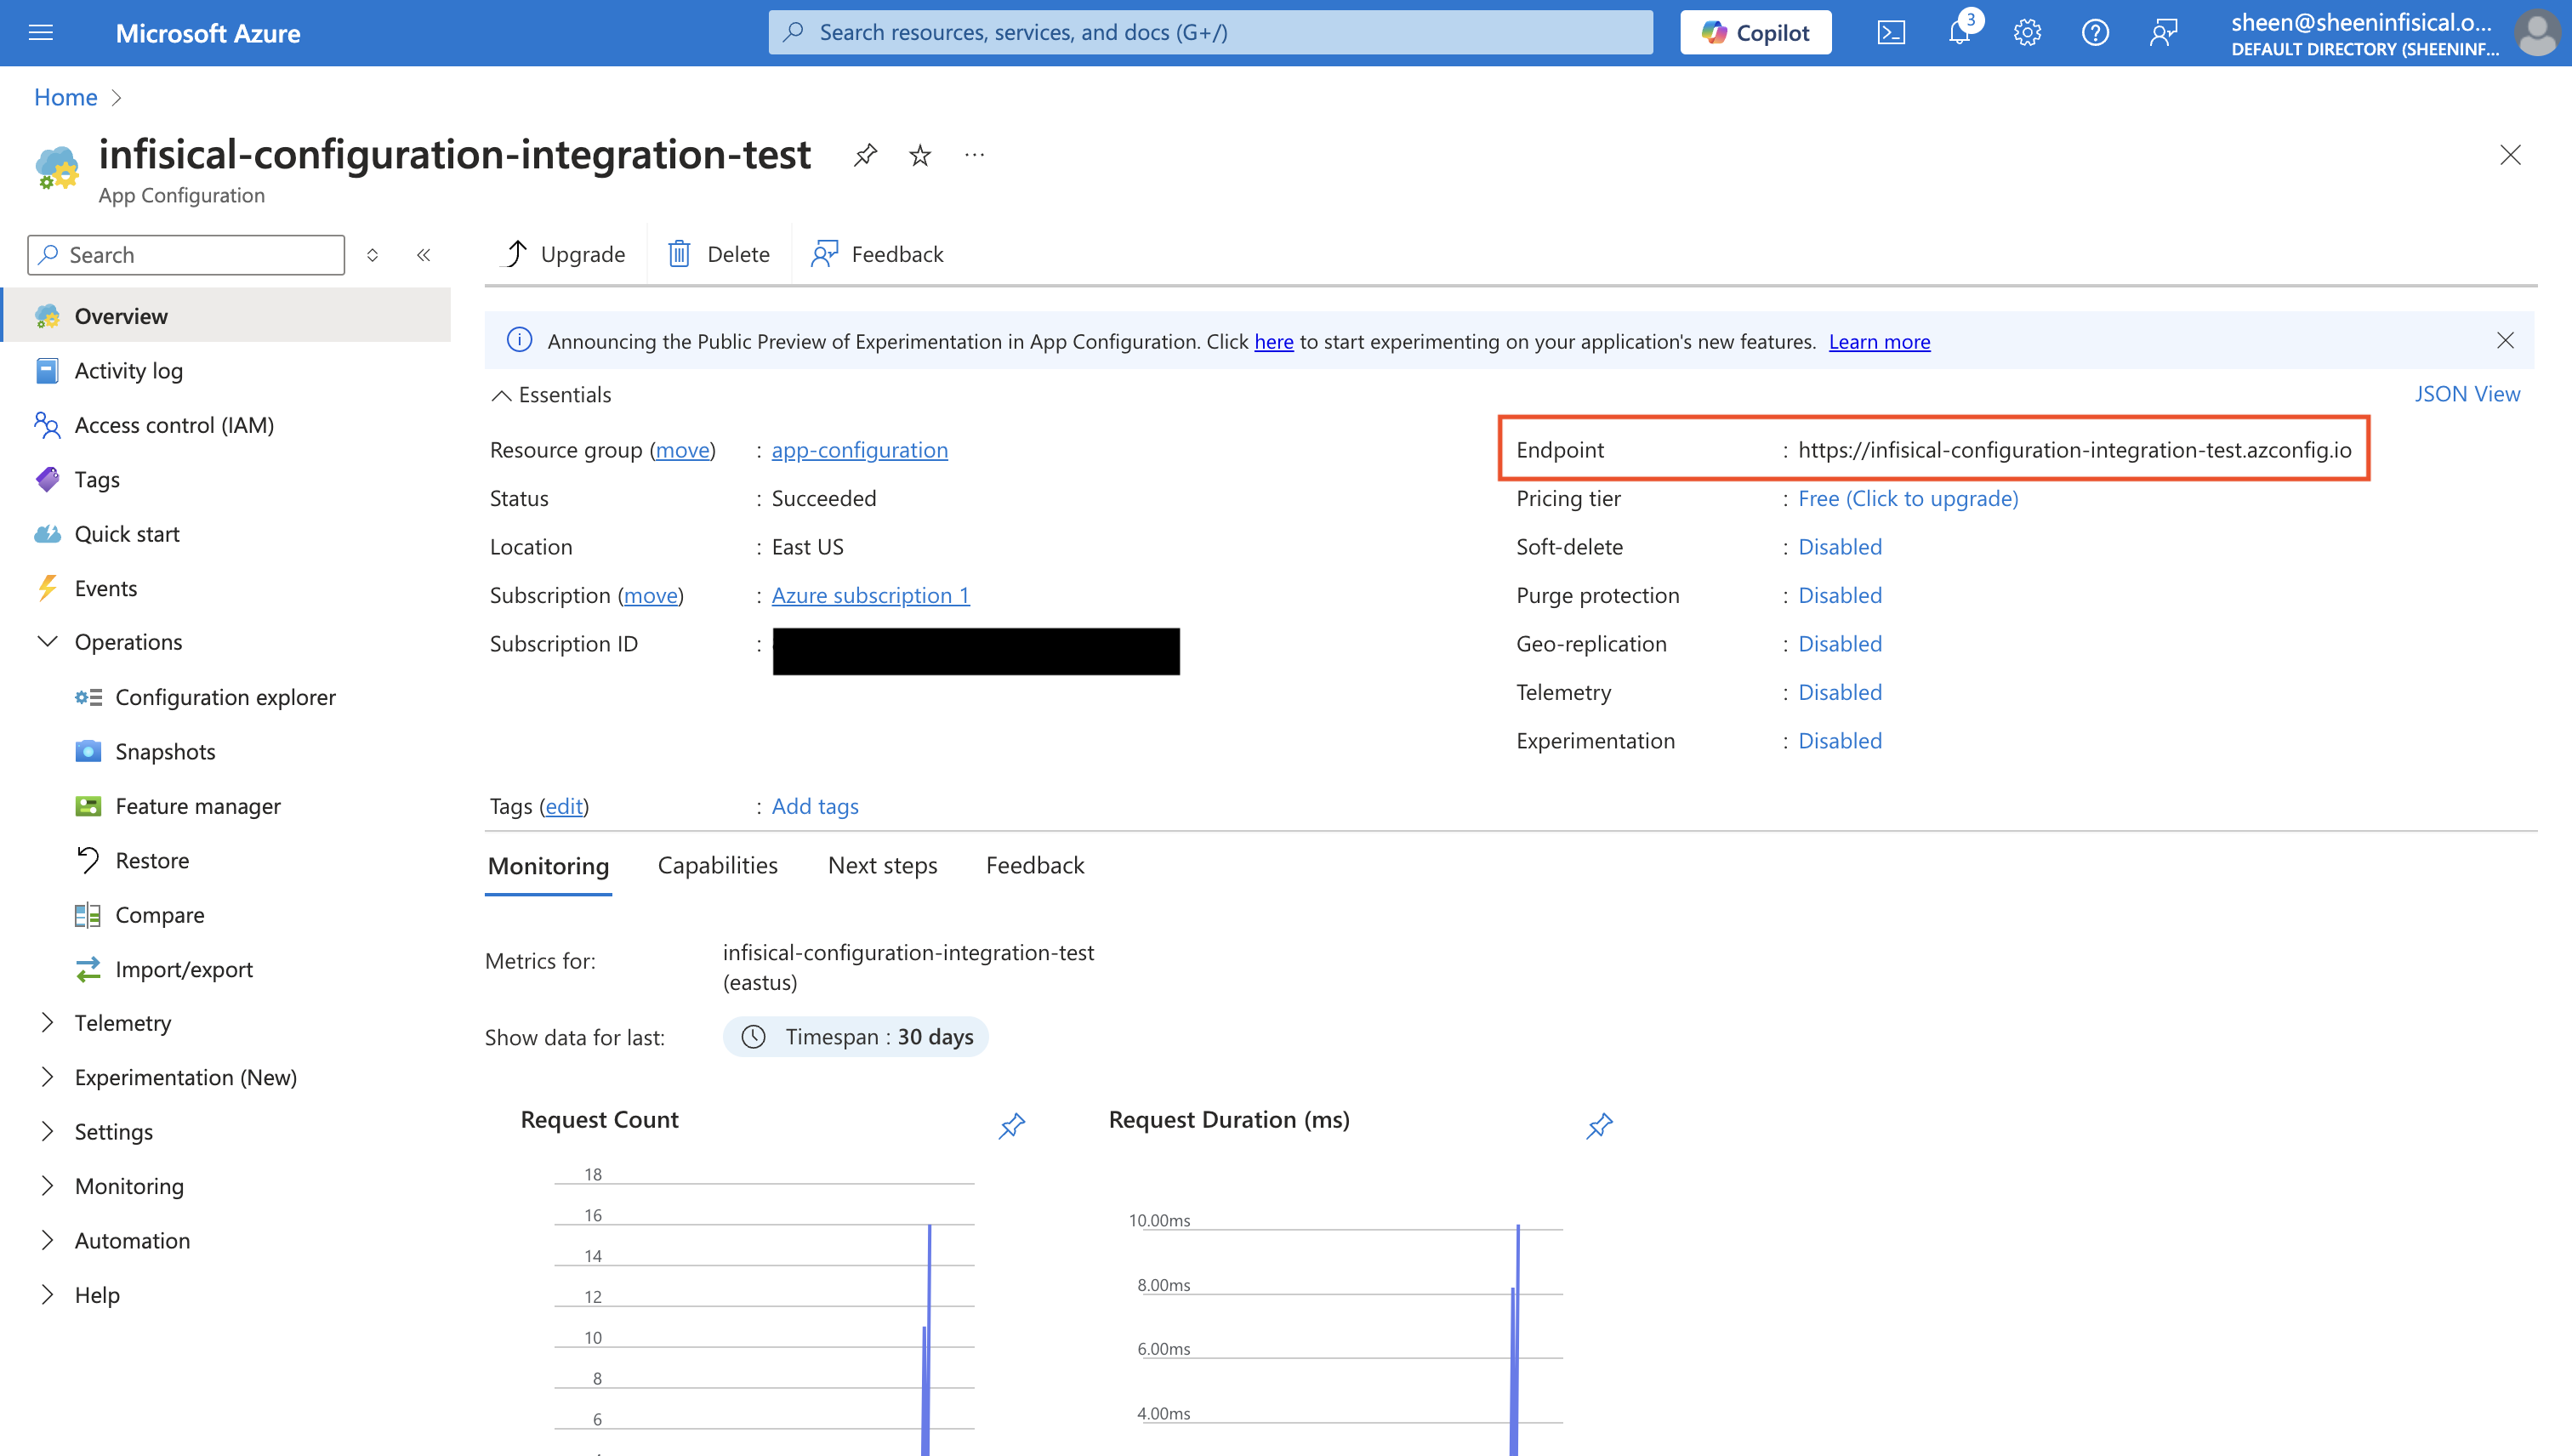 Microsoft Azure
Search resources, services, and docs (G+/)
Copilot
3
sheen@sheeninfisical.o...
DEFAULT DIRECTORY (SHEENINF...
Home
infisical-configuration-integration-test
App Configuration
Search
Upgrade
Delete
Feedback
Overview
Activity log
Access control (IAM)
Tags
Quick start
Events
Operations
Configuration explorer
Snapshots
Feature manager
Restore
Compare
Import/export
Telemetry
Experimentation (New)
Settings
Monitoring
Automation
Help
Announcing the Public Preview of Experimentation in App Configuration. Click here to start experimenting on your application's new features. Learn more
Essentials
JSON View
Resource group (move) : app-configuration
Status : Succeeded
Location : East US
Subscription (move) : Azure subscription 1
Subscription ID :
Endpoint : https://infisical-configuration-integration-test.azconfig.io
Pricing tier : Free (Click to upgrade)
Soft-delete : Disabled
Purge protection : Disabled
Geo-replication : Disabled
Telemetry : Disabled
Experimentation : Disabled
Tags (edit) : Add tags
Monitoring
Capabilities
Next steps
Feedback
Metrics for:
infisical-configuration-integration-test
(eastus)
Show data for last:
Timespan : 30 days
Request Count
18
16
14
12
10
8
6
Request Duration (ms)
10.00ms
8.00ms
6.00ms
4.00ms